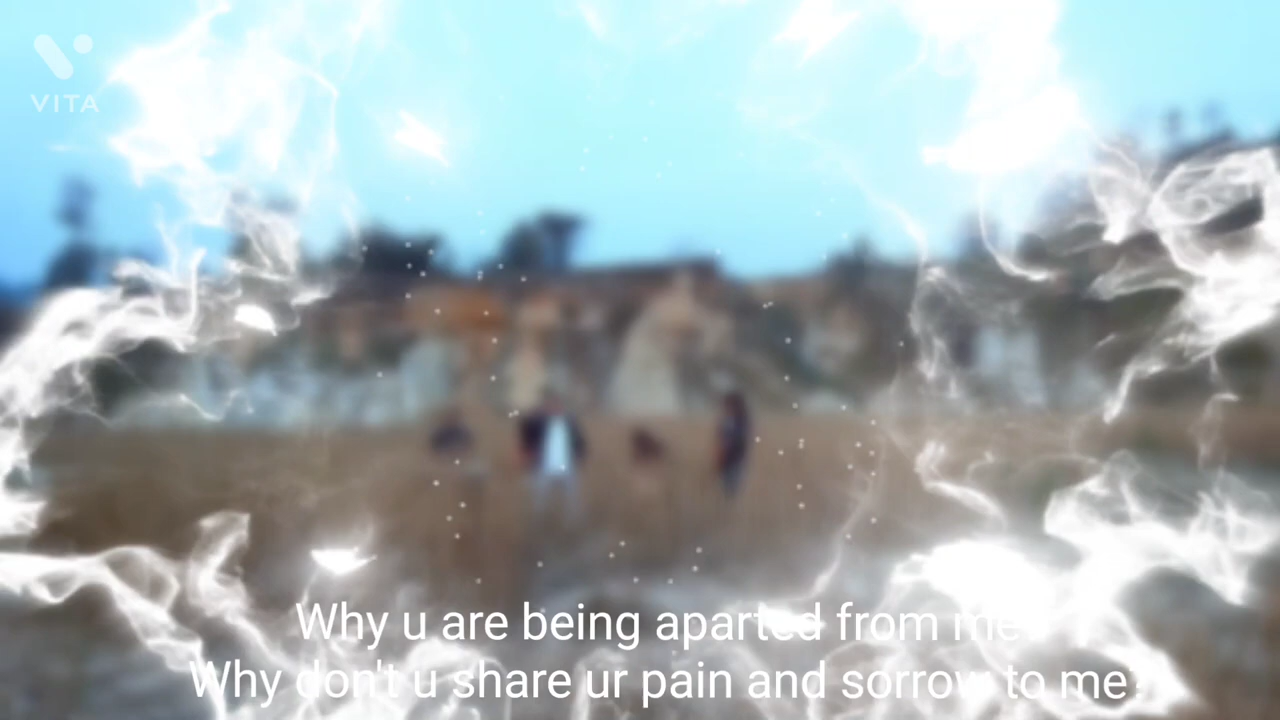 VITA
Why u are being aparted from me?
Why don't u share ur pain and sorrow to me?